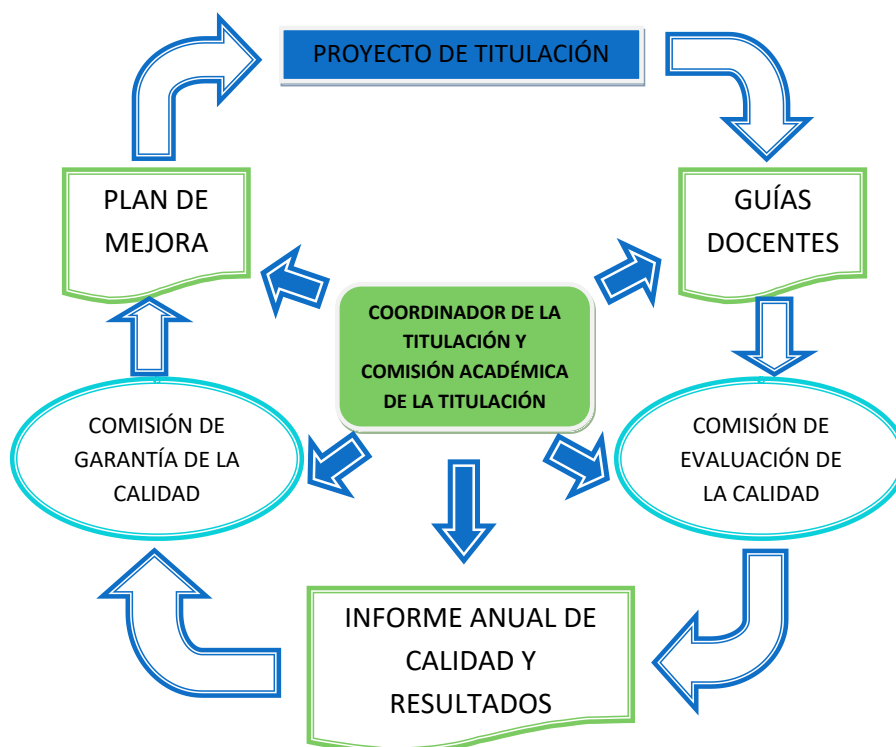 PROYECTO DE TITULACIÓN
PLAN DE
MEJORA
GUÍAS
DOCENTES
COORDINADOR DE LA
TITULACIÓN Y
COMISIÓN ACADÉMICA
DE LA TITULACIÓN
COMISIÓN DE
GARANTÍA DE LA
CALIDAD
COMISIÓN DE
EVALUACIÓN DE
LA CALIDAD
INFORME ANUAL DE
CALIDAD Y
RESULTADOS